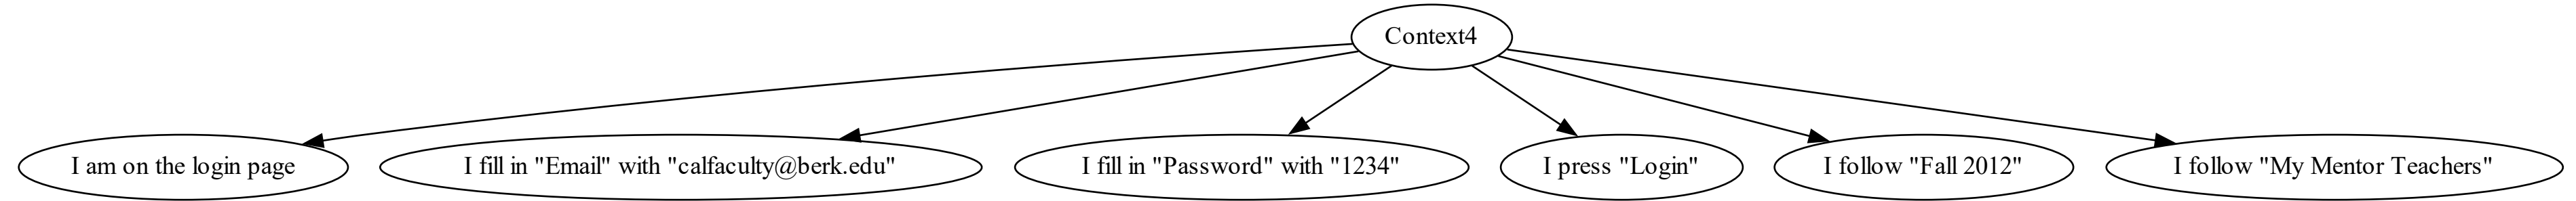 Context4
I am on the login page
I fill in "Email" with "calfaculty@berk.edu"
I fill in "Password" with "1234"
I press "Login"
I follow "Fall 2012"
I follow "My Mentor Teachers"